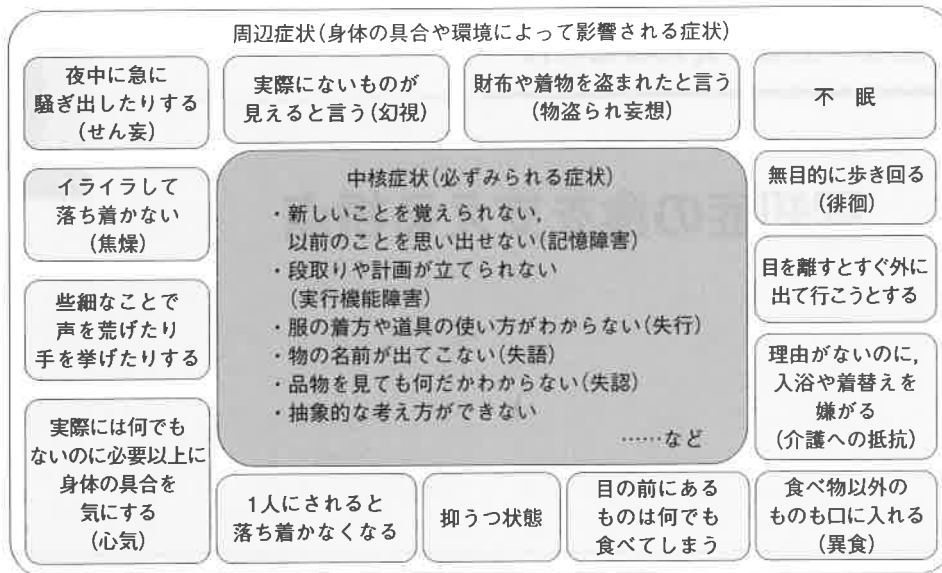 周辺症状(身体の具合や環境によって影響される症状)
夜中に急に
騒ぎ出したりする
(せん妄)
実際にないものが
見えると言う(幻視)
財布や着物を盗まれたと言う
(物盗られ妄想)
不 眠
イライラして
落ち着かない
(焦燥)
中核症状(必ずみられる症状)
・新しいことを覚えられない,
以前のことを思い出せない(記憶障害)
・段取りや計画が立てられない
(実行機能障害)
・服の着方や道具の使い方がわからない(失行)
・物の名前が出てこない(失語)
・品物を見ても何だかわからない(失認)
・抽象的な考え方ができない
……など
無目的に歩き回る
(徘徊)
目を離すとすぐ外に
出て行こうとする
些細なことで
声を荒げたり
手を挙げたりする
理由がないのに,
入浴や着替えを
嫌がる
(介護への抵抗)
実際には何でも
ないのに必要以上に
身体の具合を
気にする
(心気)
1人にされると
落ち着かなくなる
抑うつ状態
目の前にある
ものは何でも
食べてしまう
食べ物以外の
ものも口に入れる
(異食)